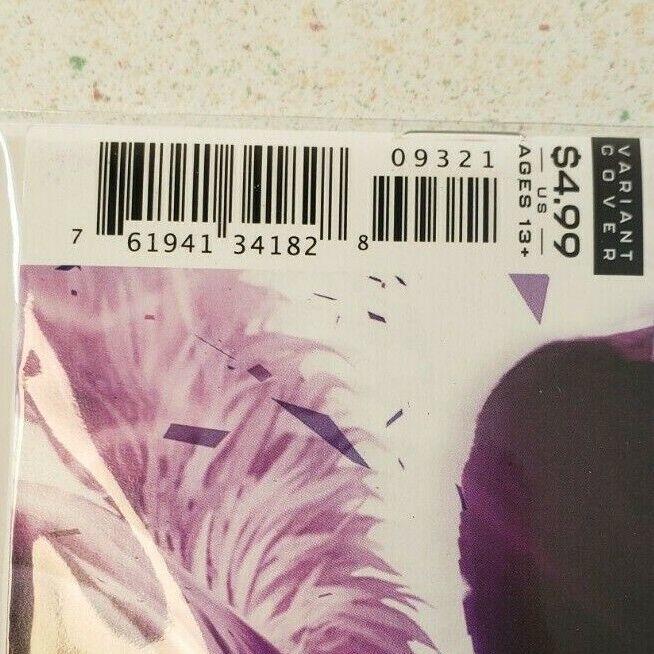 09321
7 61941 34182 8
$4.99
US
AGES 13+
VARIANT
COVER